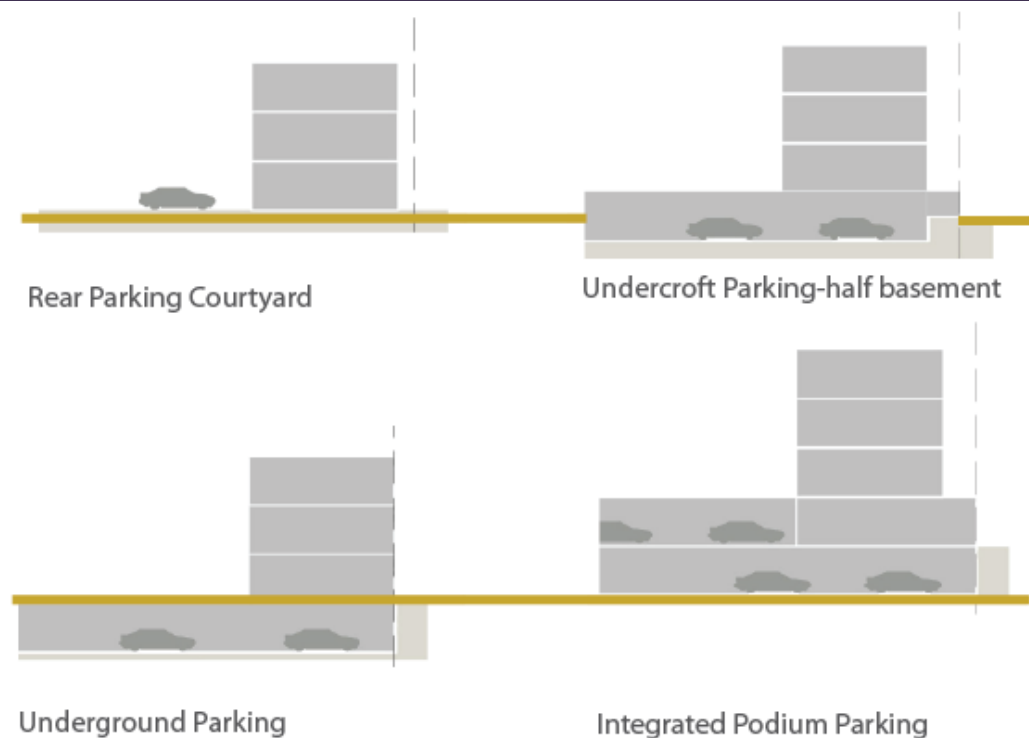 Rear Parking Courtyard
Undercroft Parking-half basement
Underground Parking
Integrated Podium Parking